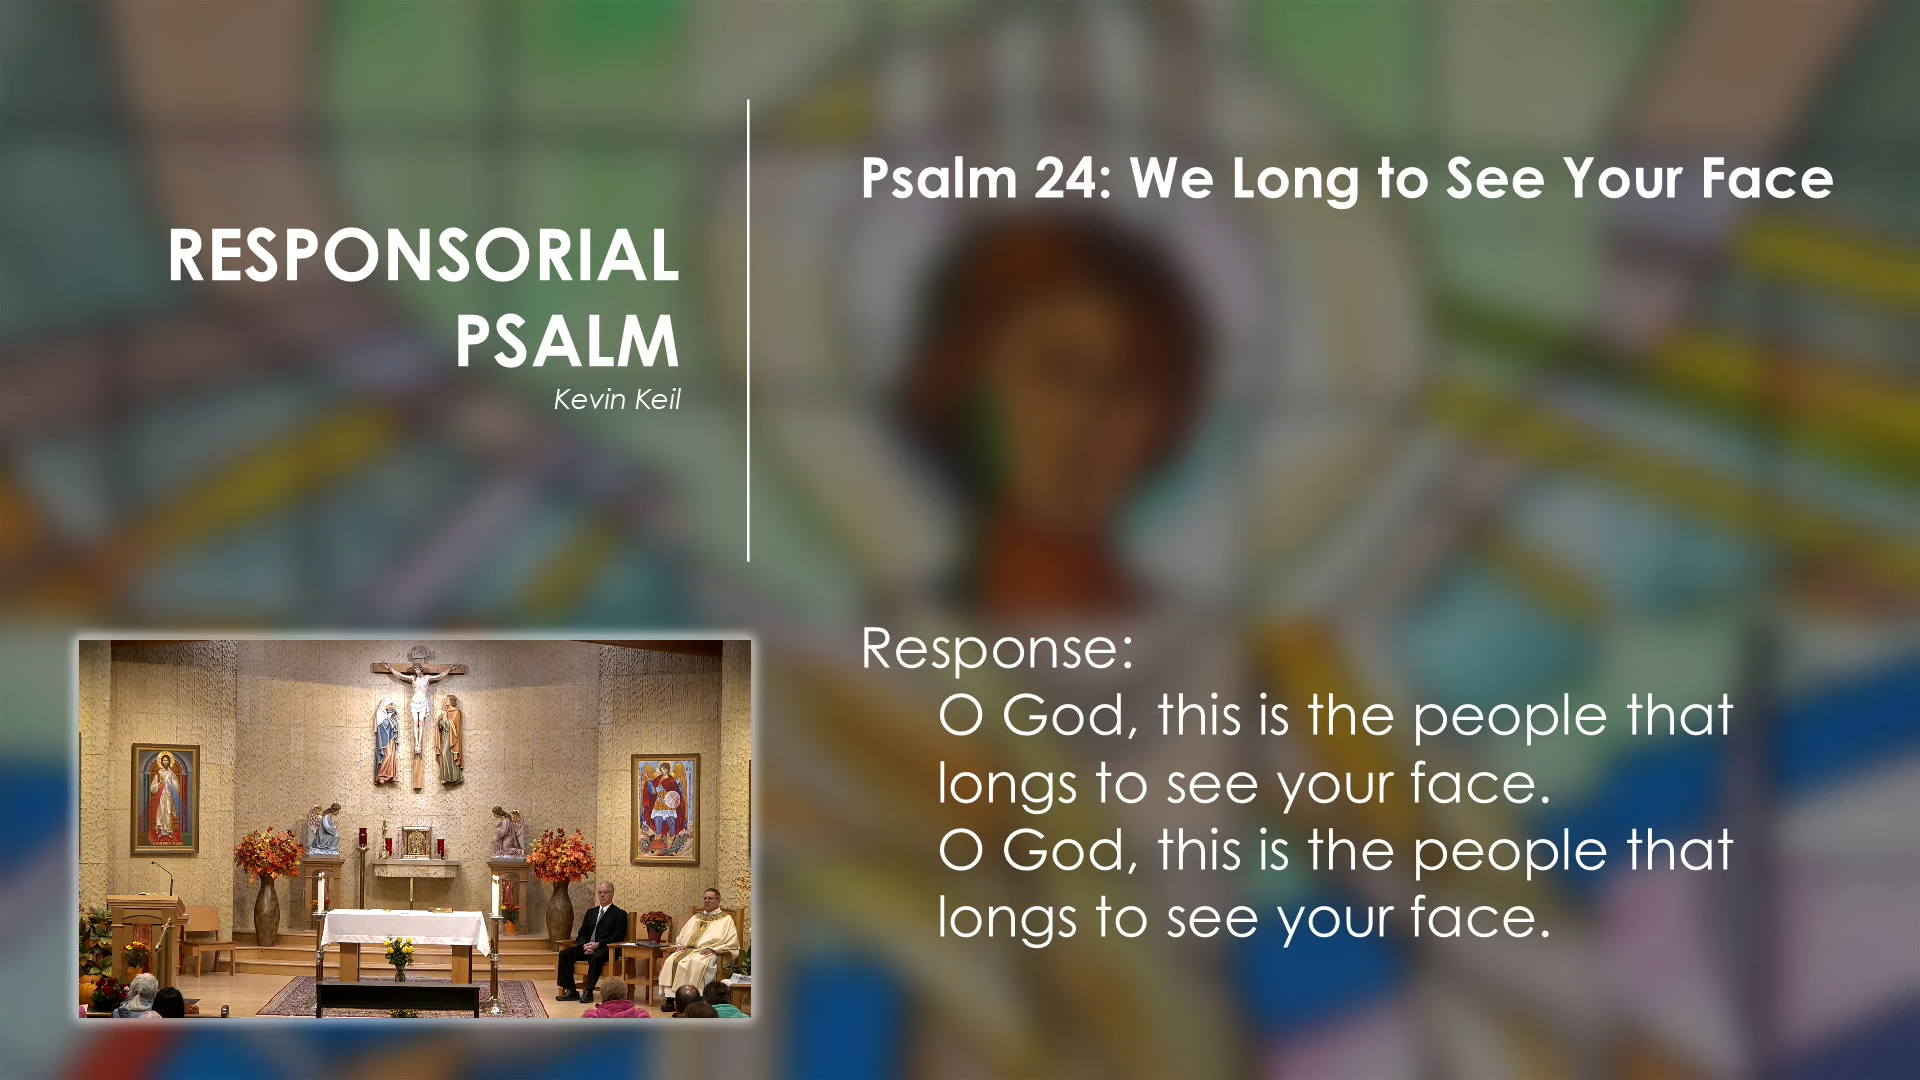 RESPONSORIAL
PSALM
Kevin Keil
Psalm 24: We Long to See Your Face
Response:
O God, this is the people that
longs to see your face.
O God, this is the people that
longs to see your face.